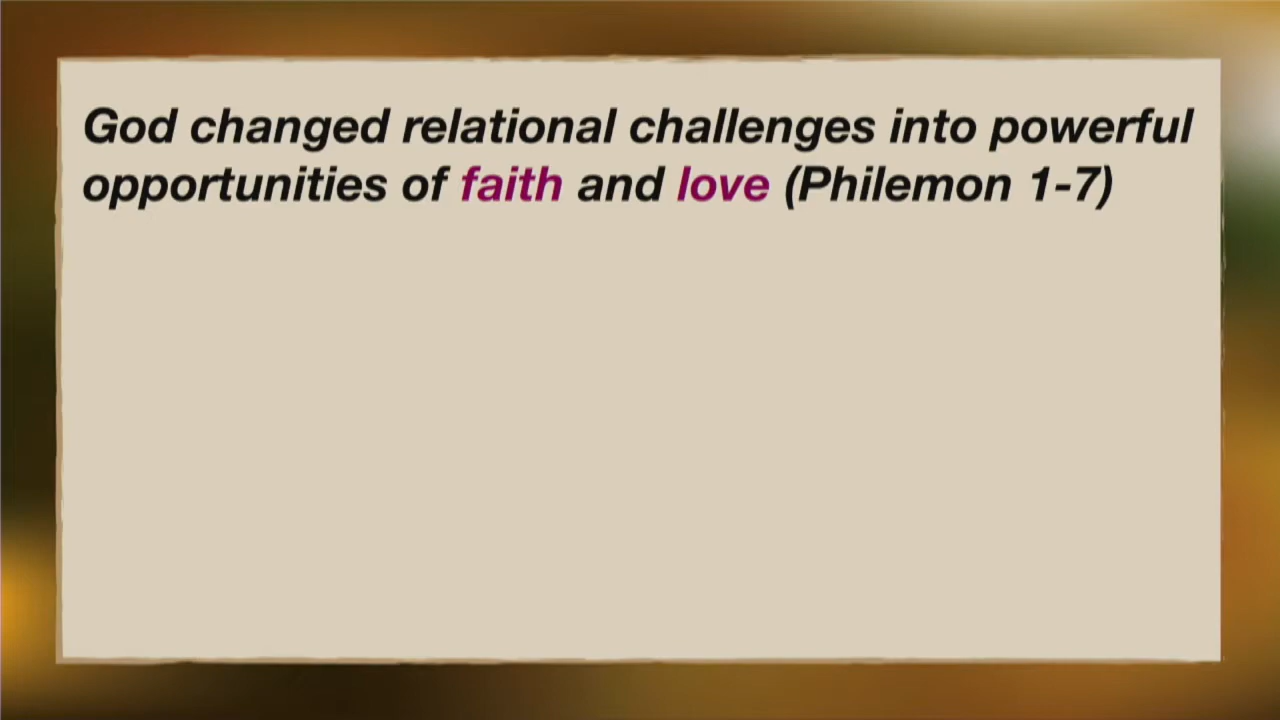 God changed relational challenges into powerful
opportunities of faith and love (Philemon 1-7)